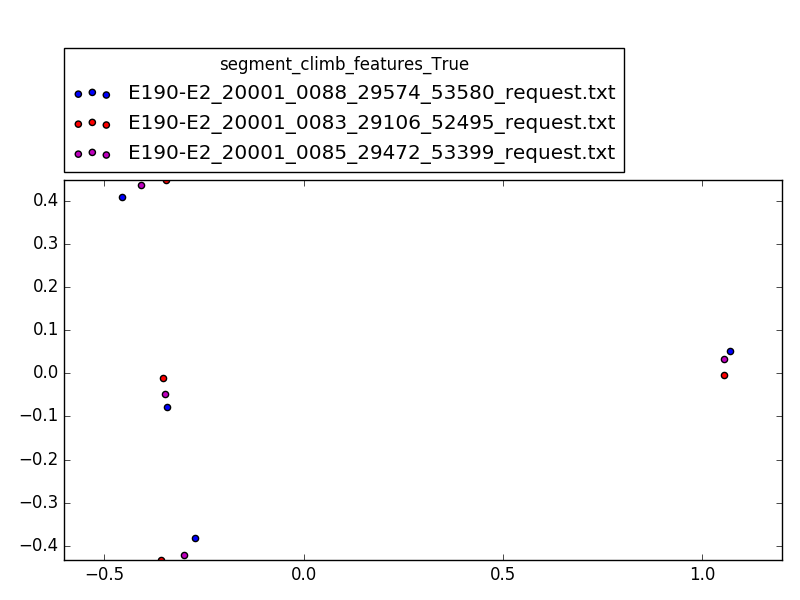 segment_climb_features_True
E190-E2_20001_0088_29574_53580_request.txt
E190-E2_20001_0083_29106_52495_request.txt
E190-E2_20001_0085_29472_53399_request.txt
0.4
0.3
0.2
0.1
0.0
−0.1
−0.2
−0.3
−0.4
−0.5 0.0 0.5 1.0